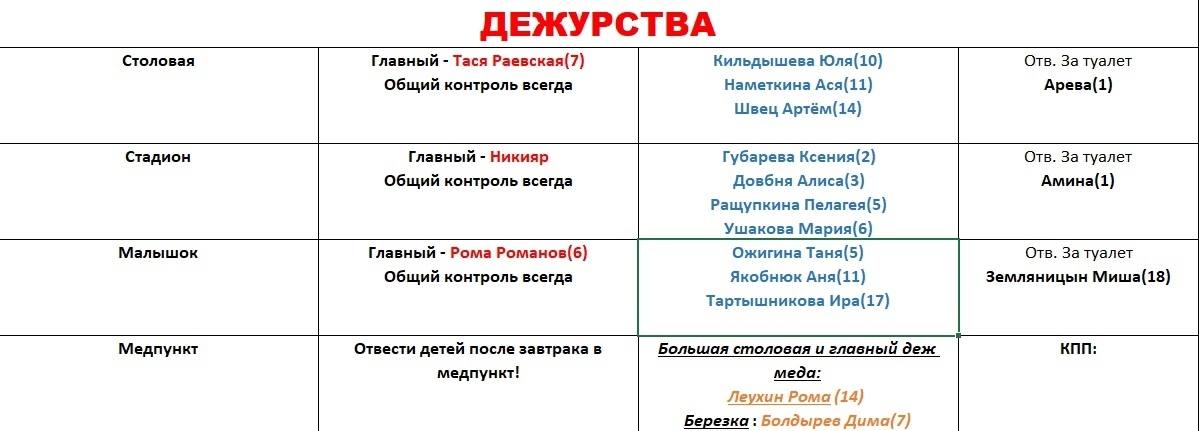 ДЕЖУРСТВА
Столовая
Главный - Тася Раевская(7)
Общий контроль всегда
Кильдышева Юля(10)
Наметкина Ася(11)
Швец Артём(14)
Отв. За туалет
Арева(1)
Стадион
Главный - Никияр
Общий контроль всегда
Губарева Ксения(2)
Довбня Алиса(3)
Ращупкина Пелагея(5)
Ушакова Мария(6)
Отв. За туалет
Амина(1)
Малышок
Главный - Рома Романов(6)
Общий контроль всегда
Ожигина Таня(5)
Якобнюк Аня(11)
Тартышникова Ира(17)
Отв. За туалет
Земляницын Миша(18)
Медпункт
Отвести детей после завтрака в
медпункт!
Большая столовая и главный деж
меда:
Леухин Рома (14)
Березка : Болдырев Дима(7)
КПП: